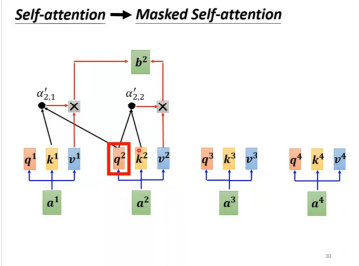 Self-attention → Masked Self-attention
b²
α′₂,₁ α′₂,₂
× ×
q¹ k¹ v¹ q² k² v² q³ k³ v³ q⁴ k⁴ v⁴
a¹ a² a³ a⁴
30